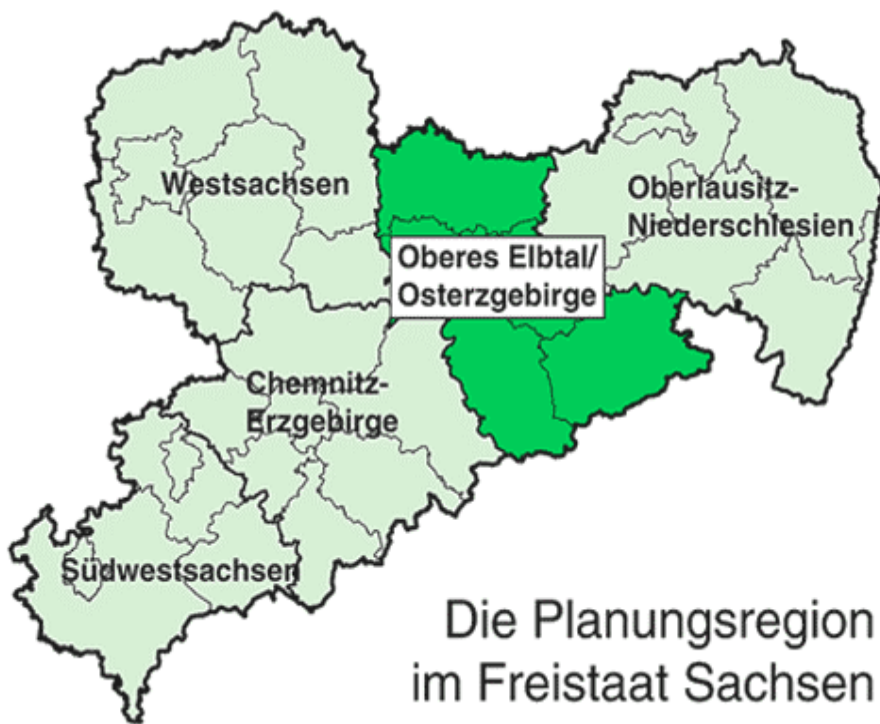 Westsachsen
Oberlausitz-
Niederschlesien
Oberes Elbtal/
Osterzgebirge
Chemnitz-
Erzgebirge
Südwestsachsen
Die Planungsregion
im Freistaat Sachsen